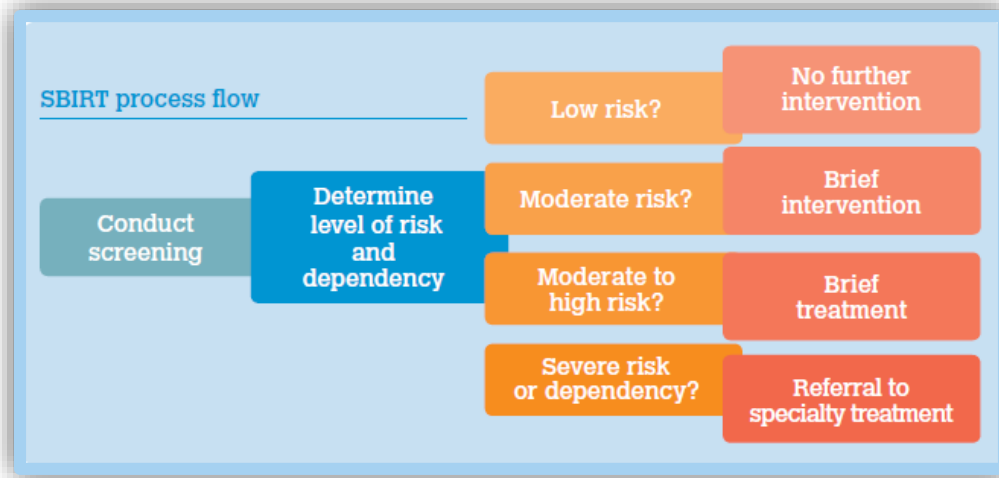 SBIRT process flow
Conduct
screening
Determine
level of risk
and
dependency
Low risk?
No further
intervention
Moderate risk?
Brief
intervention
Moderate to
high risk?
Brief
treatment
Severe risk
or dependency?
Referral to
specialty treatment